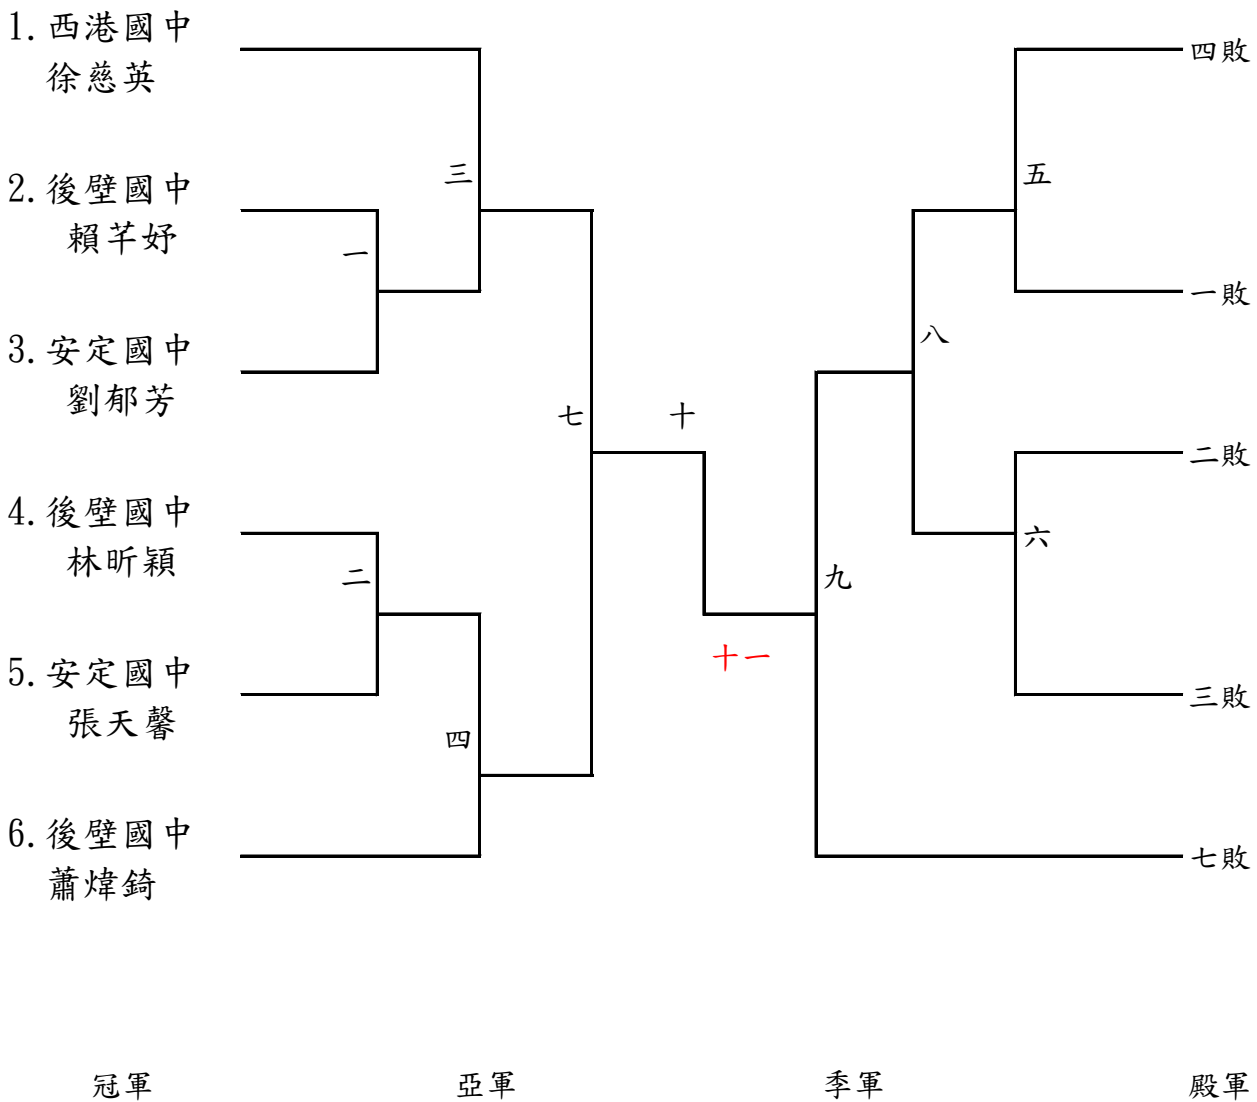 1. 西港國中
徐慈英
四敗
三
五
2. 後壁國中
賴芊妤
一
一敗
3. 安定國中
劉郁芳
八
七
十
二敗
4. 後壁國中
林昕穎
二
六
九
十一
5. 安定國中
張天馨
三敗
四
6. 後壁國中
蕭煒錡
七敗
冠軍
亞軍
季軍
殿軍